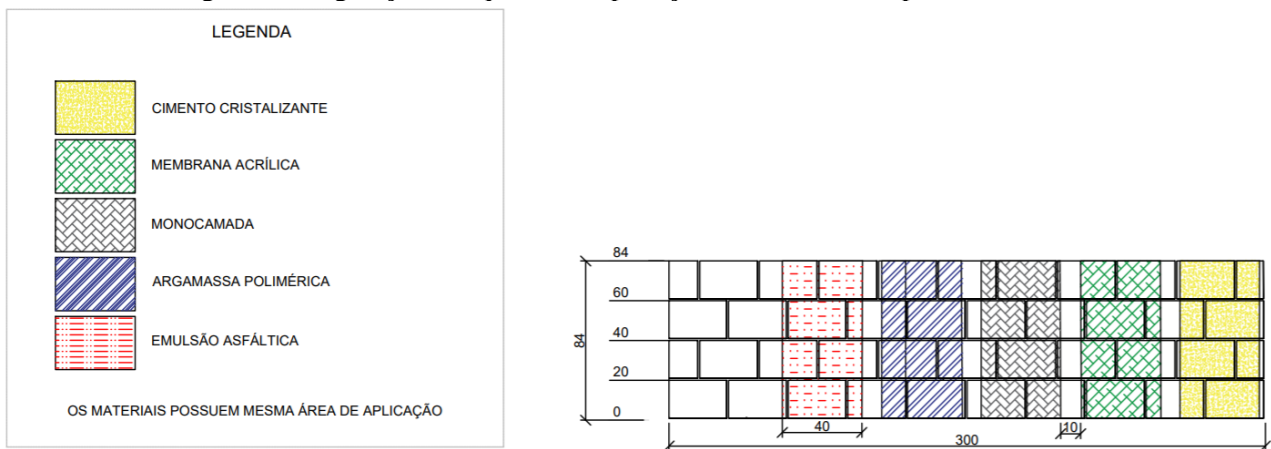 LEGENDA
CIMENTO CRISTALIZANTE
MEMBRANA ACRÍLICA
MONOCAMADA
ARGAMASSA POLIMÉRICA
EMULSÃO ASFÁLTICA
OS MATERIAIS POSSUEM MESMA ÁREA DE APLICAÇÃO
84
60
40
20
0
84
40
300
10